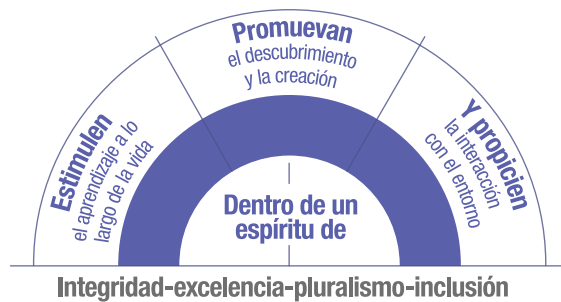 Estimulen
el aprendizaje a lo
largo de la vida
Promuevan
el descubrimiento
y la creación
Y propicien
la interacción
con el entorno
Dentro de un
espíritu de
Integridad-excelencia-pluralismo-inclusión